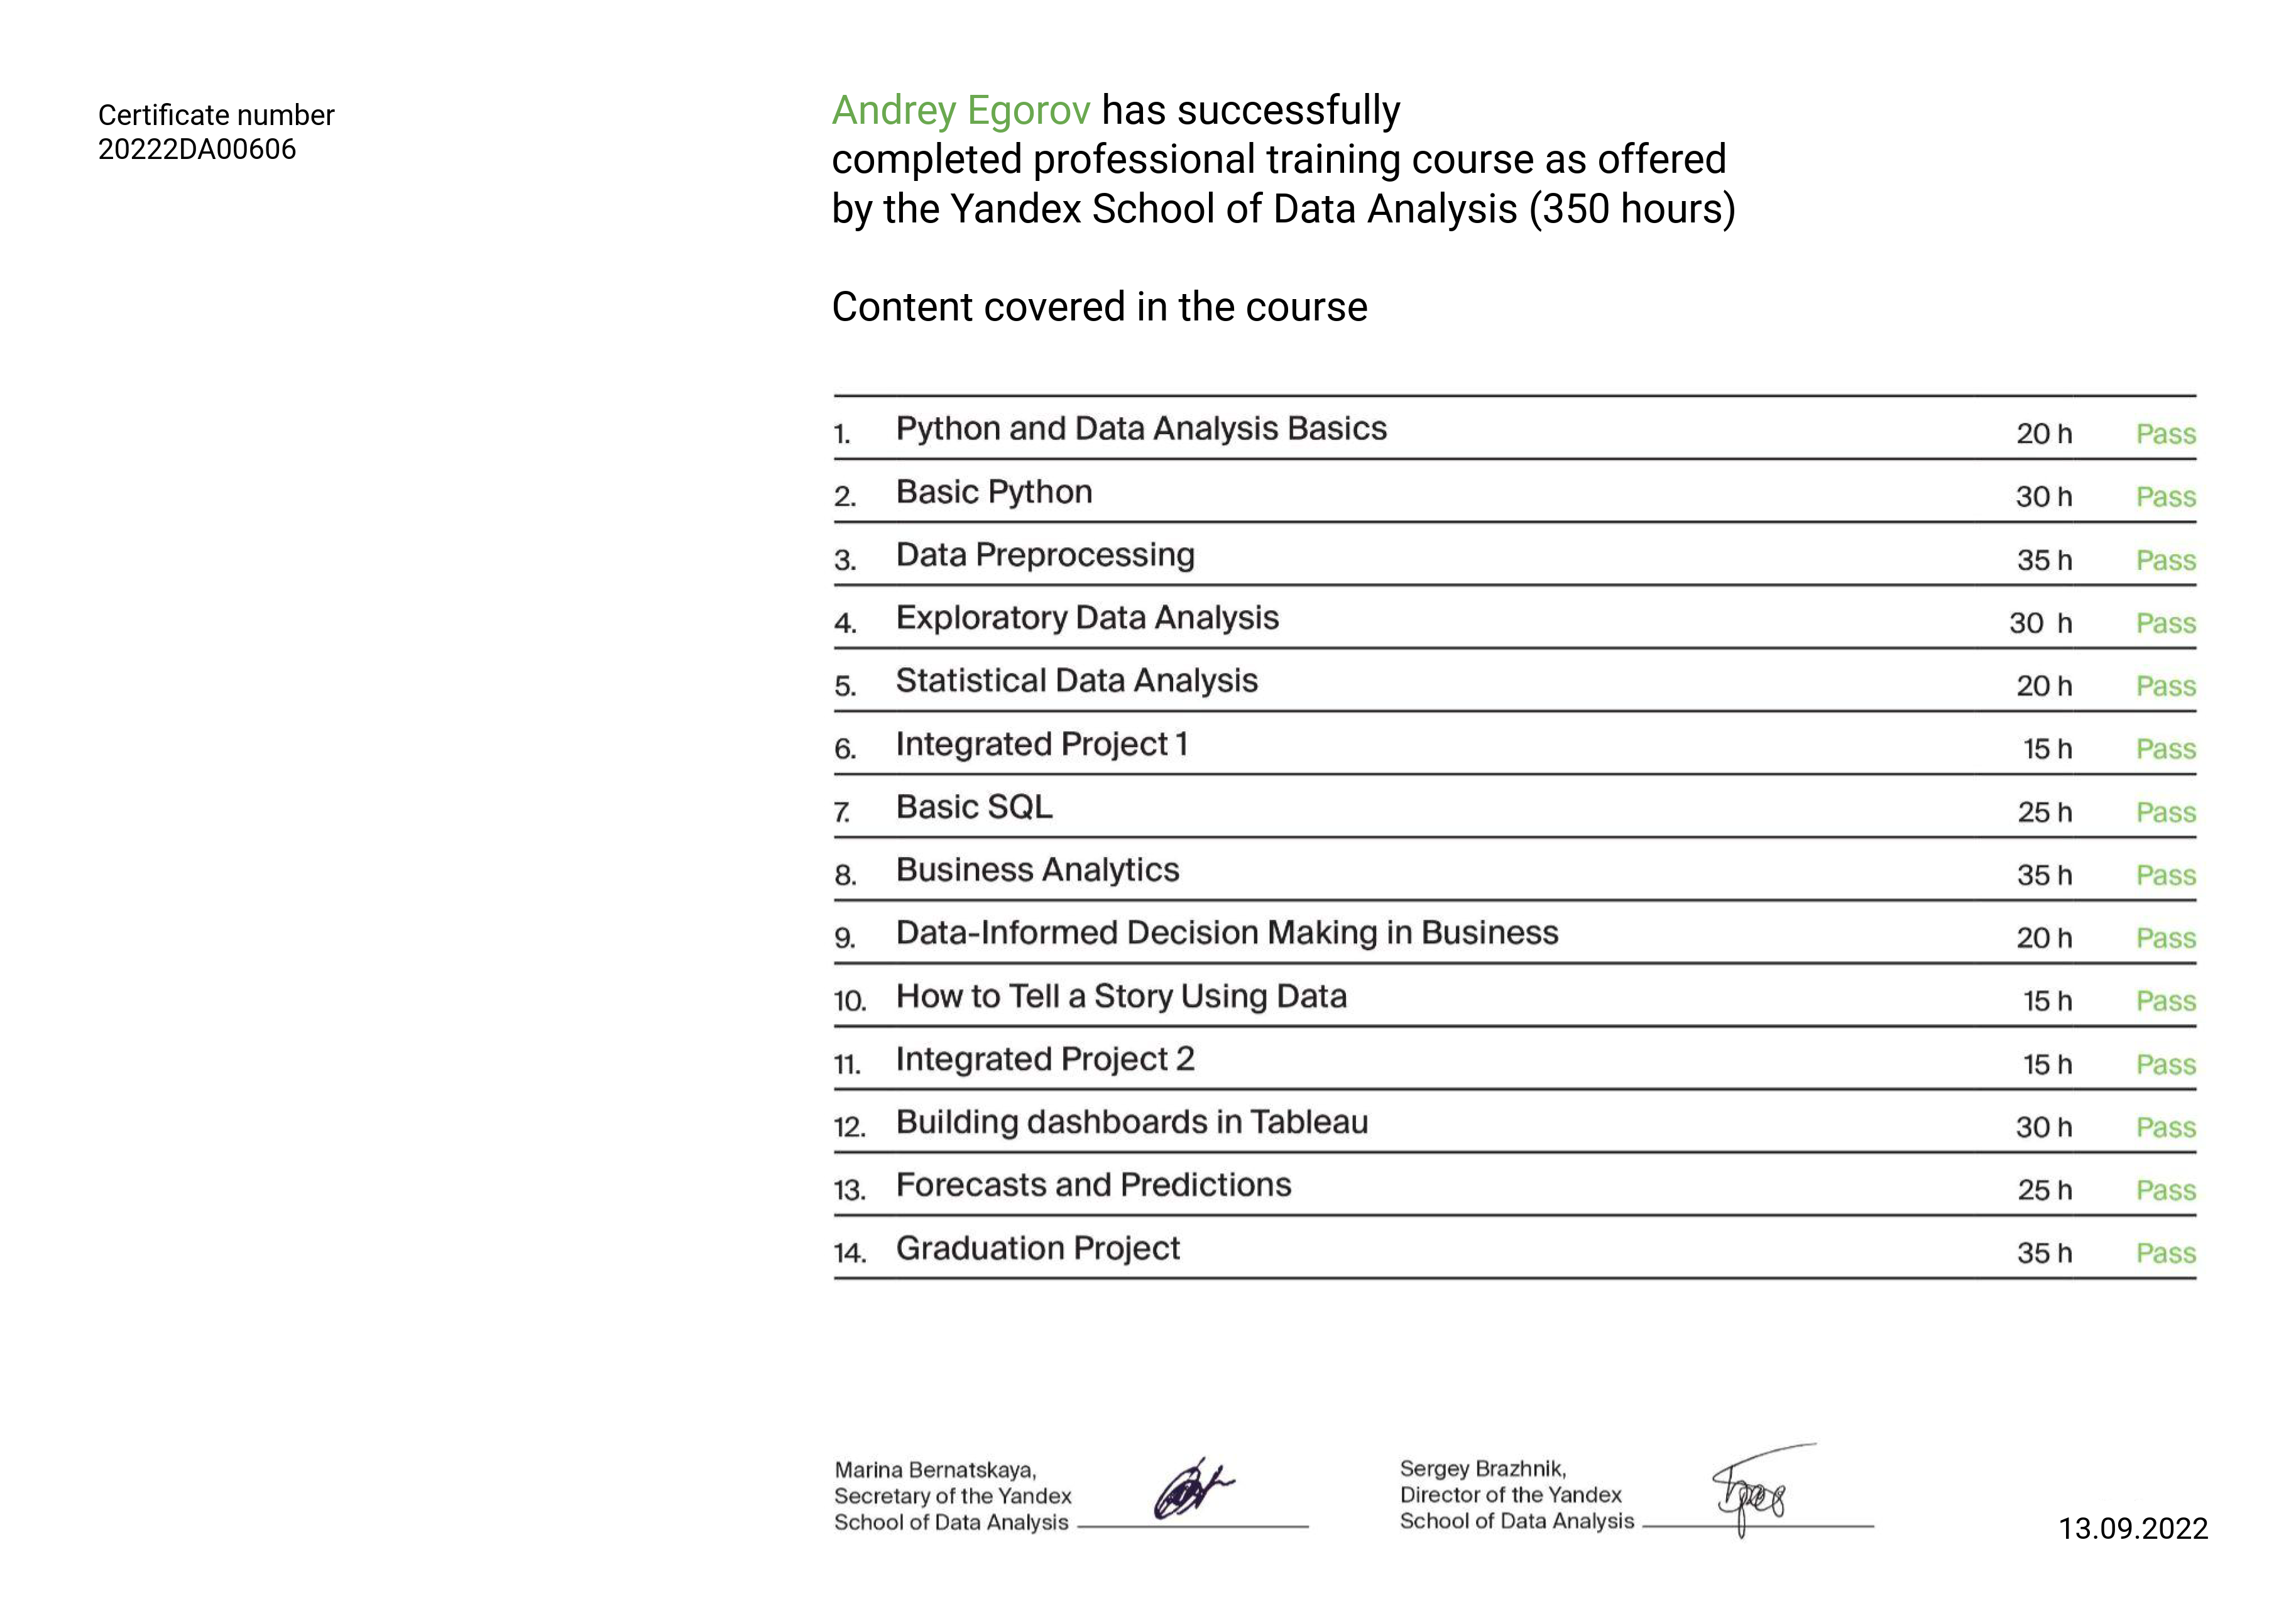 Certificate number
20222DA00606
Andrey Egorov has successfully
completed professional training course as offered
by the Yandex School of Data Analysis (350 hours)
Content covered in the course
1. Python and Data Analysis Basics 20 h Pass
2. Basic Python 30 h Pass
3. Data Preprocessing 35 h Pass
4. Exploratory Data Analysis 30 h Pass
5. Statistical Data Analysis 20 h Pass
6. Integrated Project 1 15 h Pass
7. Basic SQL 25 h Pass
8. Business Analytics 35 h Pass
9. Data-Informed Decision Making in Business 20 h Pass
10. How to Tell a Story Using Data 15 h Pass
11. Integrated Project 2 15 h Pass
12. Building dashboards in Tableau 30 h Pass
13. Forecasts and Predictions 25 h Pass
14. Graduation Project 35 h Pass
Marina Bernatskaya,
Secretary of the Yandex
School of Data Analysis
Sergey Brazhnik,
Director of the Yandex
School of Data Analysis
13.09.2022